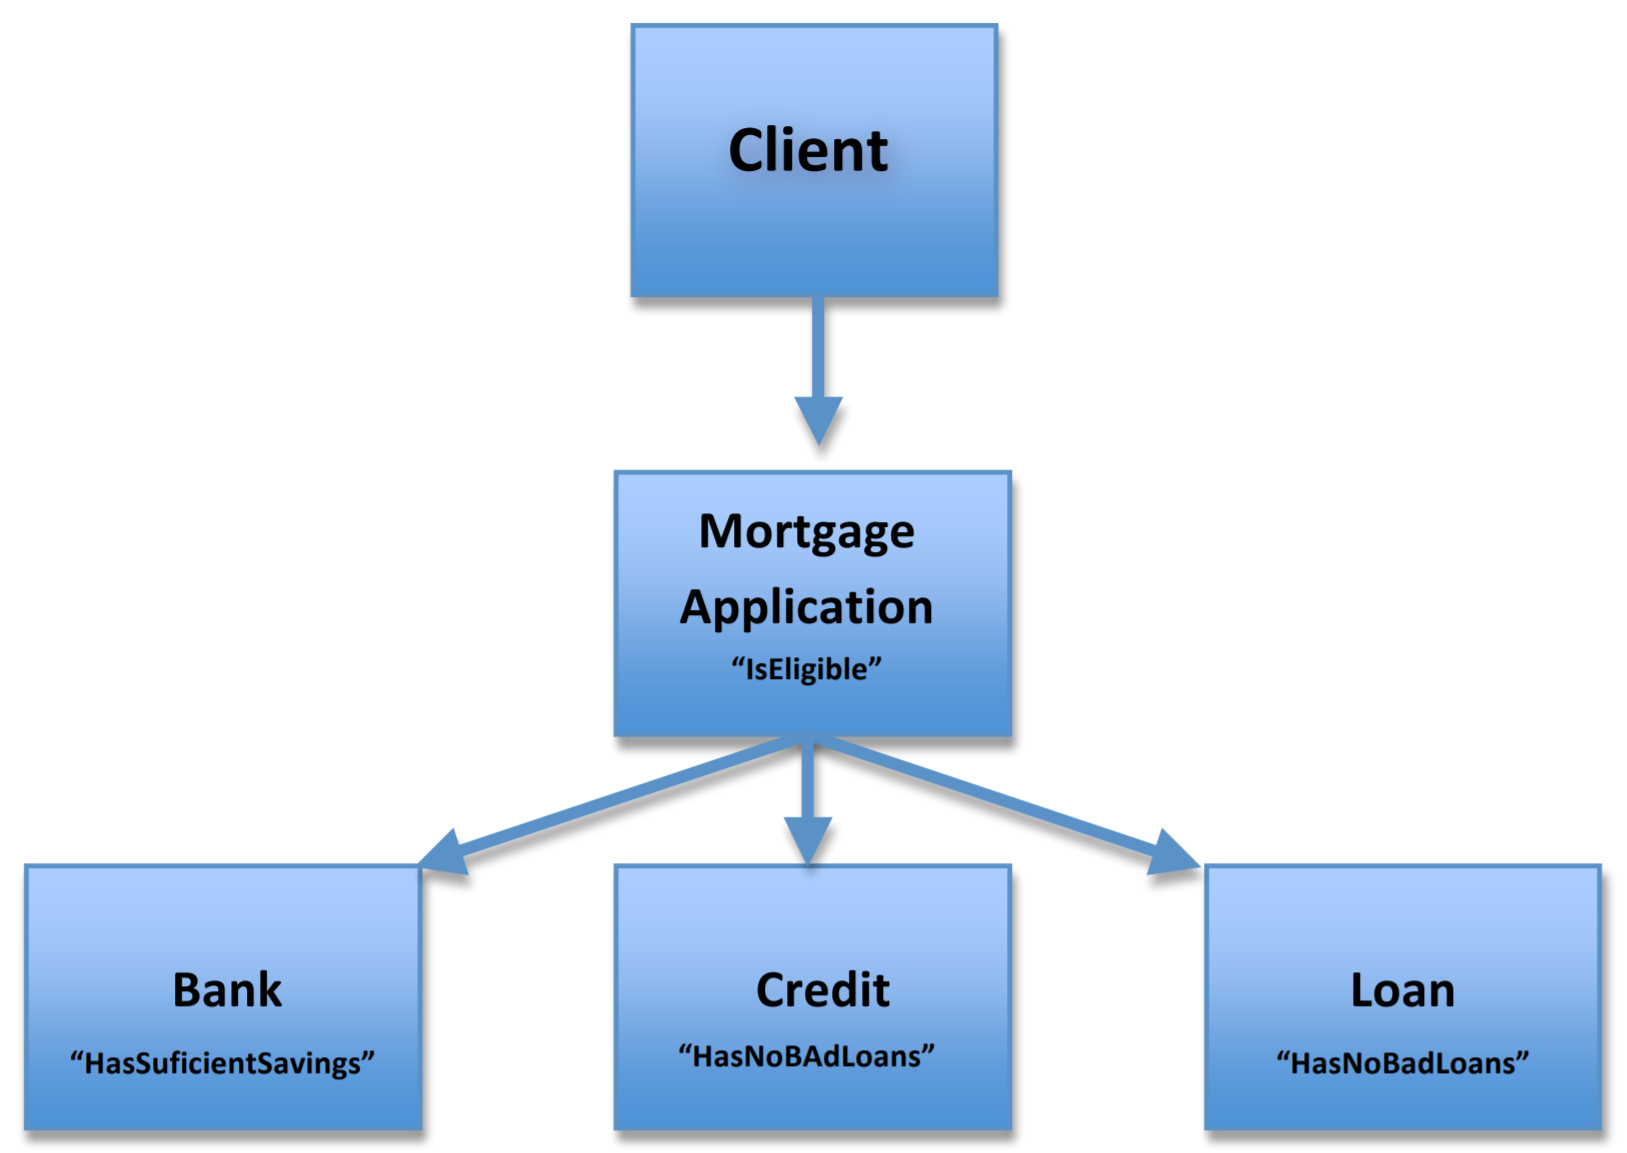 Client
Mortgage
Application
“IsEligible”
Bank
“HasSuficientSavings”
Credit
“HasNoBAdLoans”
Loan
“HasNoBadLoans”